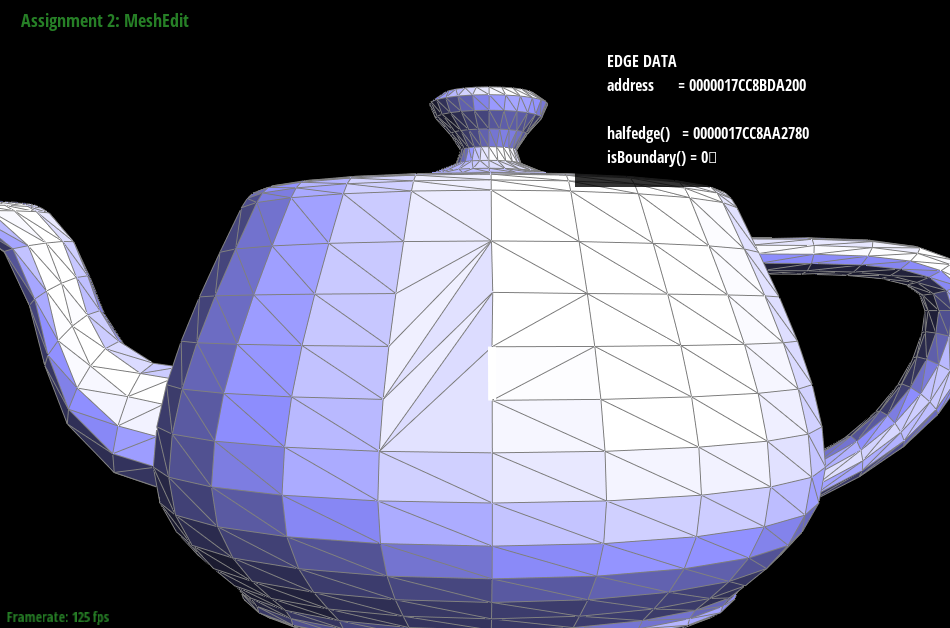 Assignment 2: MeshEdit
EDGE DATA
address = 0000017CC8BDA200
halfedge() = 0000017CC8AA2780
isBoundary() = 0
Framerate: 125 fps